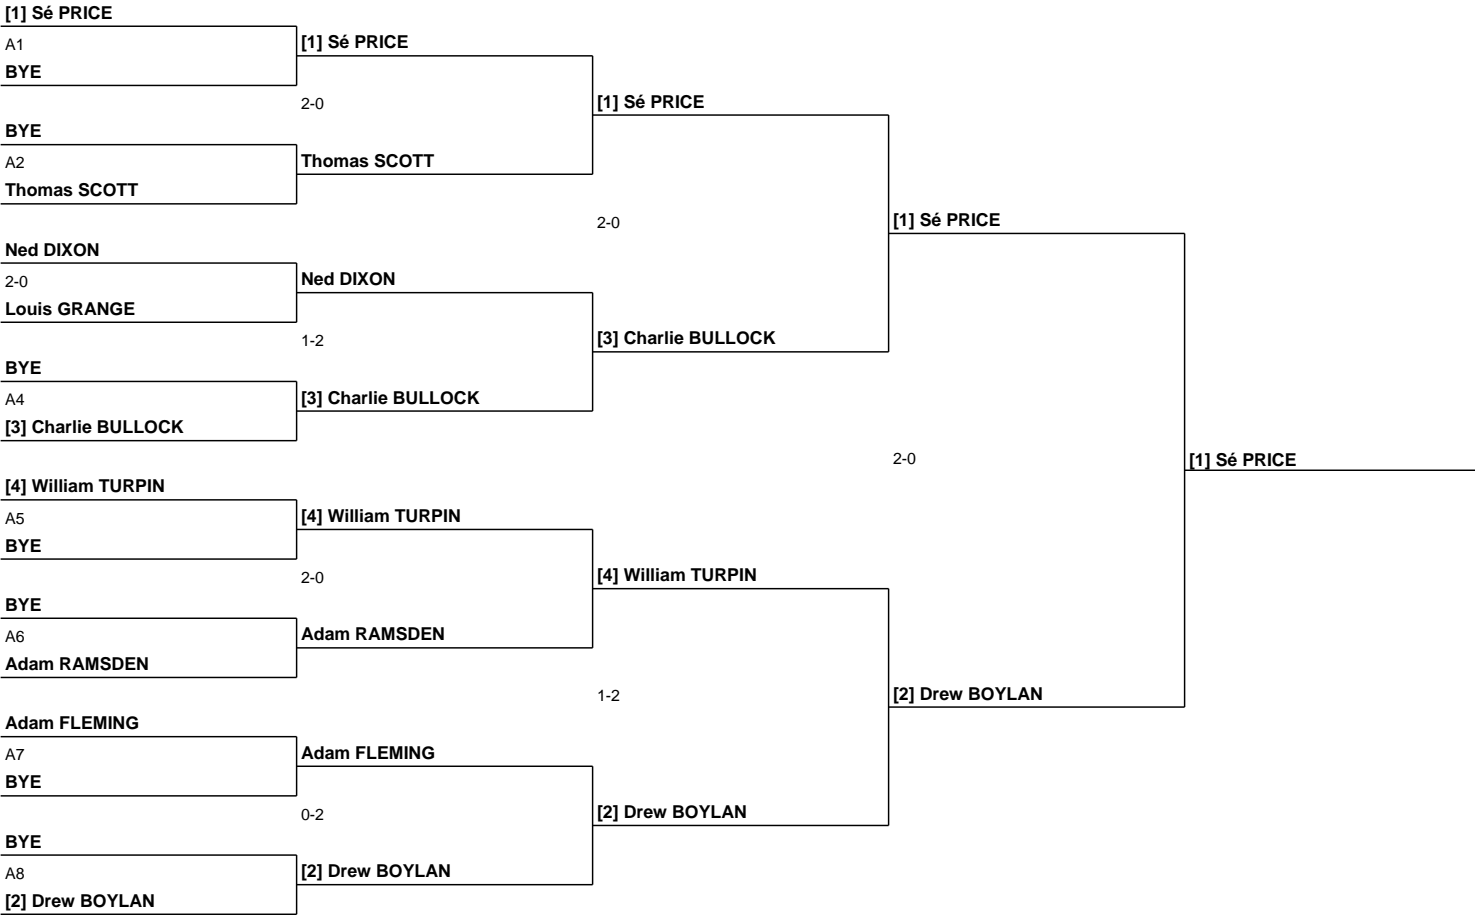 [1] Sé PRICE
A1
BYE
BYE
A2
Thomas SCOTT
Ned DIXON
2-0
Louis GRANGE
BYE
A4
[3] Charlie BULLOCK
[4] William TURPIN
A5
BYE
BYE
A6
Adam RAMSDEN
Adam FLEMING
A7
BYE
BYE
A8
[2] Drew BOYLAN
[1] Sé PRICE
2-0
Thomas SCOTT
Ned DIXON
1-2
[3] Charlie BULLOCK
[4] William TURPIN
2-0
Adam RAMSDEN
Adam FLEMING
0-2
[2] Drew BOYLAN
[1] Sé PRICE
2-0
[3] Charlie BULLOCK
[4] William TURPIN
1-2
[2] Drew BOYLAN
[1] Sé PRICE
2-0
[2] Drew BOYLAN
[1] Sé PRICE